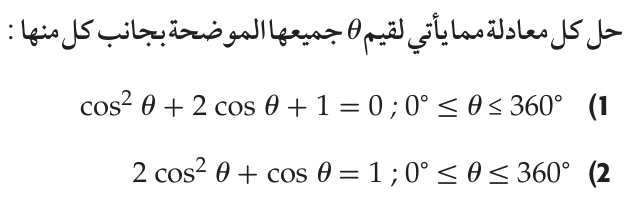 حل كل معادلة مما يأتي لقيم θ جميعها الموضحة بجانب كل منها :
(1 cos² θ + 2 cos θ + 1 = 0 ; 0° ≤ θ ≤ 360°
(2 2 cos² θ + cos θ = 1 ; 0° ≤ θ ≤ 360°